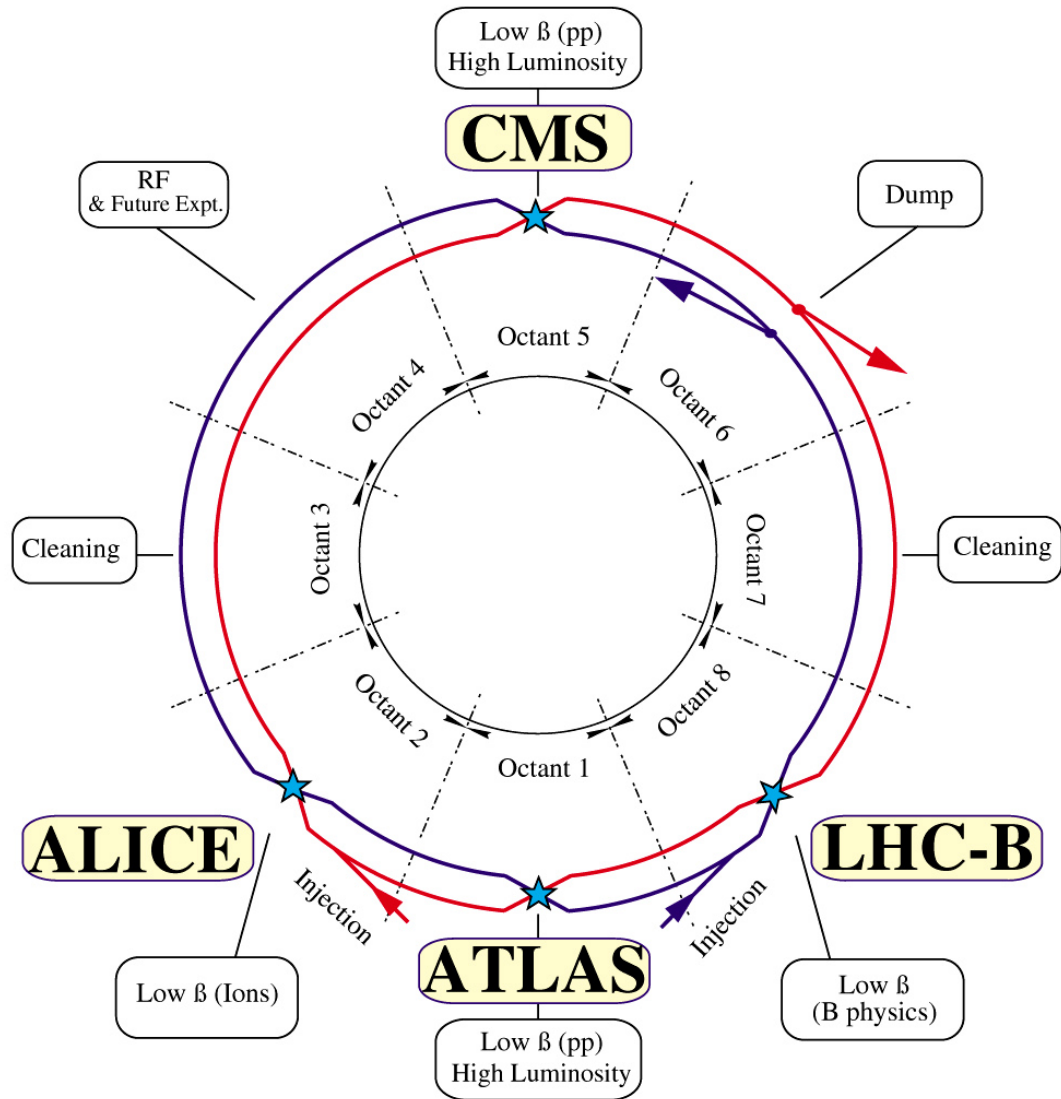 Low ß (pp)
High Luminosity
CMS
RF
& Future Expt.
Dump
Octant 5
Octant 4
Octant 6
Cleaning
Octant 3
Octant 7
Cleaning
Octant 2
Octant 8
Octant 1
ALICE
LHC-B
Injection
Injection
ATLAS
Low ß (Ions)
Low ß
(B physics)
Low ß (pp)
High Luminosity